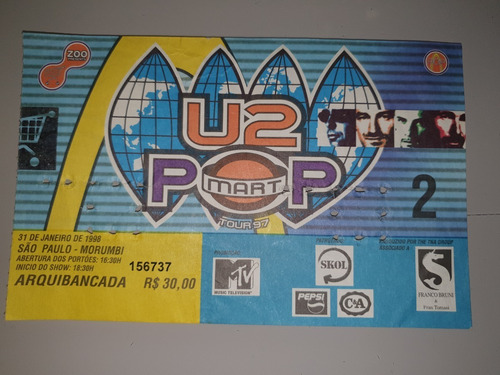 ZOO
U2
POP
MART
TOUR 97
2
31 DE JANEIRO DE 1998
SÃO PAULO - MORUMBI
ABERTURA DOS PORTÕES: 16:30H
INICIO DO SHOW: 18:30H
156737
ARQUIBANCADA R$ 30,00
MTV
MUSIC TELEVISION
SKOL
PEPSI
C&A
S
FRANCO BRUNI